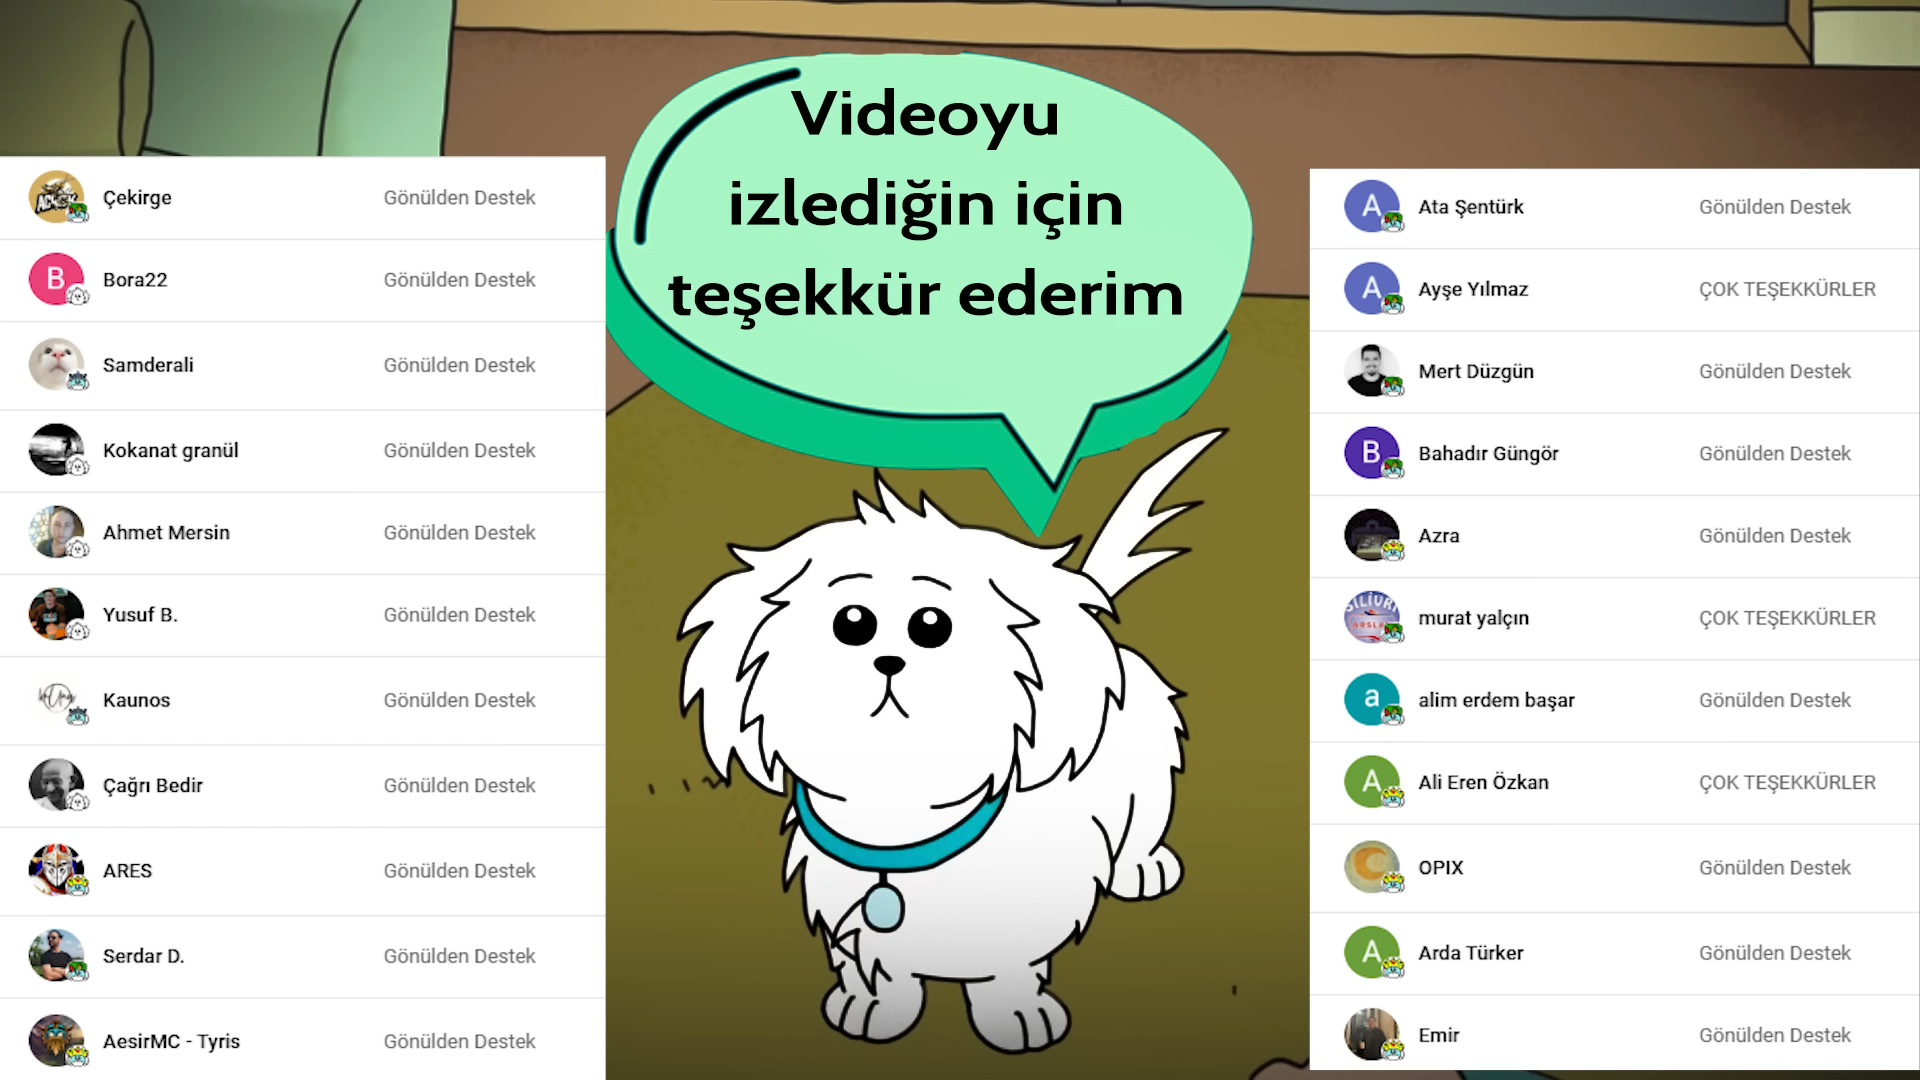 Videoyu
izlediğin için
teşekkür ederim
Çekirge Gönülden Destek
B Bora22 Gönülden Destek
Samderali Gönülden Destek
Kokanat granül Gönülden Destek
Ahmet Mersin Gönülden Destek
Yusuf B. Gönülden Destek
Kaunos Gönülden Destek
Çağrı Bedir Gönülden Destek
ARES Gönülden Destek
Serdar D. Gönülden Destek
AesirMC - Tyris Gönülden Destek
A Ata Şentürk Gönülden Destek
A Ayşe Yılmaz ÇOK TEŞEKKÜRLER
Mert Düzgün Gönülden Destek
B Bahadır Güngör Gönülden Destek
Azra Gönülden Destek
murat yalçın ÇOK TEŞEKKÜRLER
a alim erdem başar Gönülden Destek
A Ali Eren Özkan ÇOK TEŞEKKÜRLER
OPIX Gönülden Destek
A Arda Türker Gönülden Destek
Emir Gönülden Destek